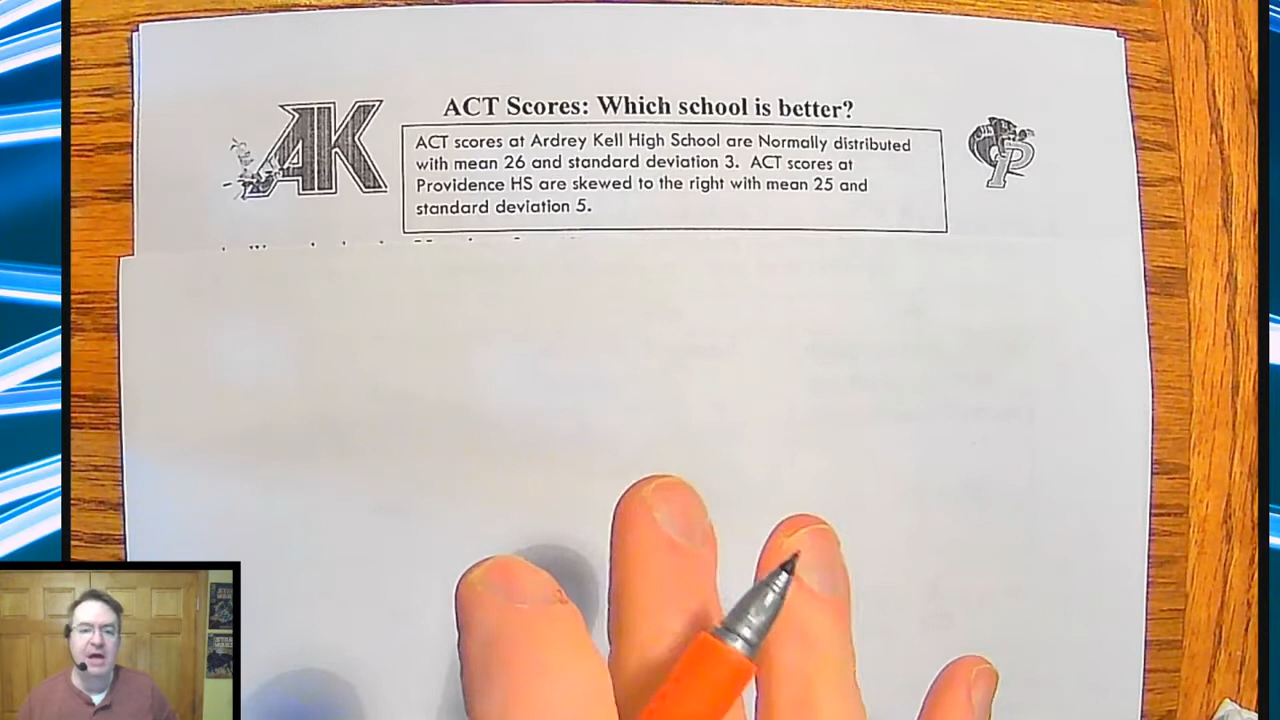 ACT Scores: Which school is better?
AK
ACT scores at Ardrey Kell High School are Normally distributed
with mean 26 and standard deviation 3. ACT scores at
Providence HS are skewed to the right with mean 25 and
standard deviation 5.
P